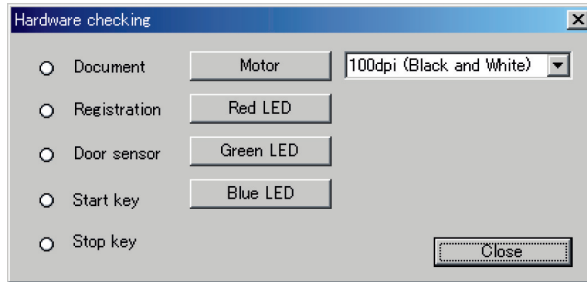 Hardware checking
Document Motor 100dpi (Black and White)
Registration Red LED
Door sensor Green LED
Start key Blue LED
Stop key
Close